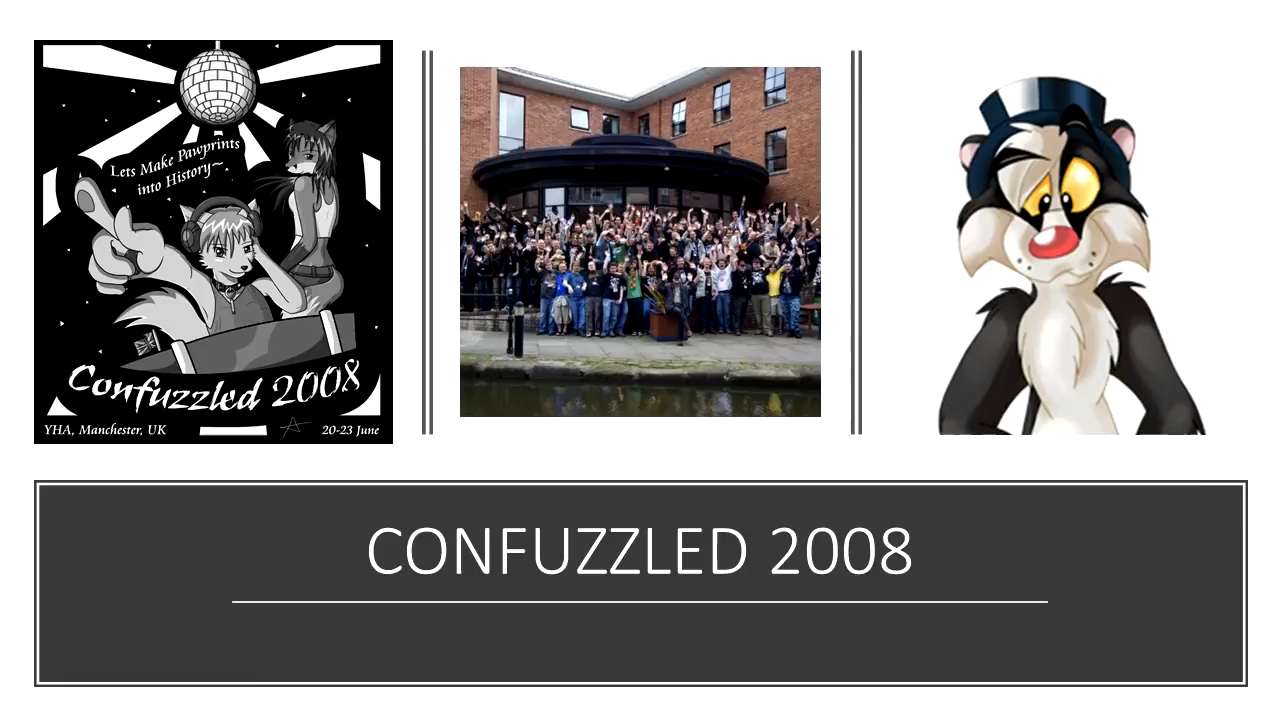 Lets Make Pawprints
into History~
Confuzzled 2008
YHA, Manchester, UK
20-23 June
CONFUZZLED 2008